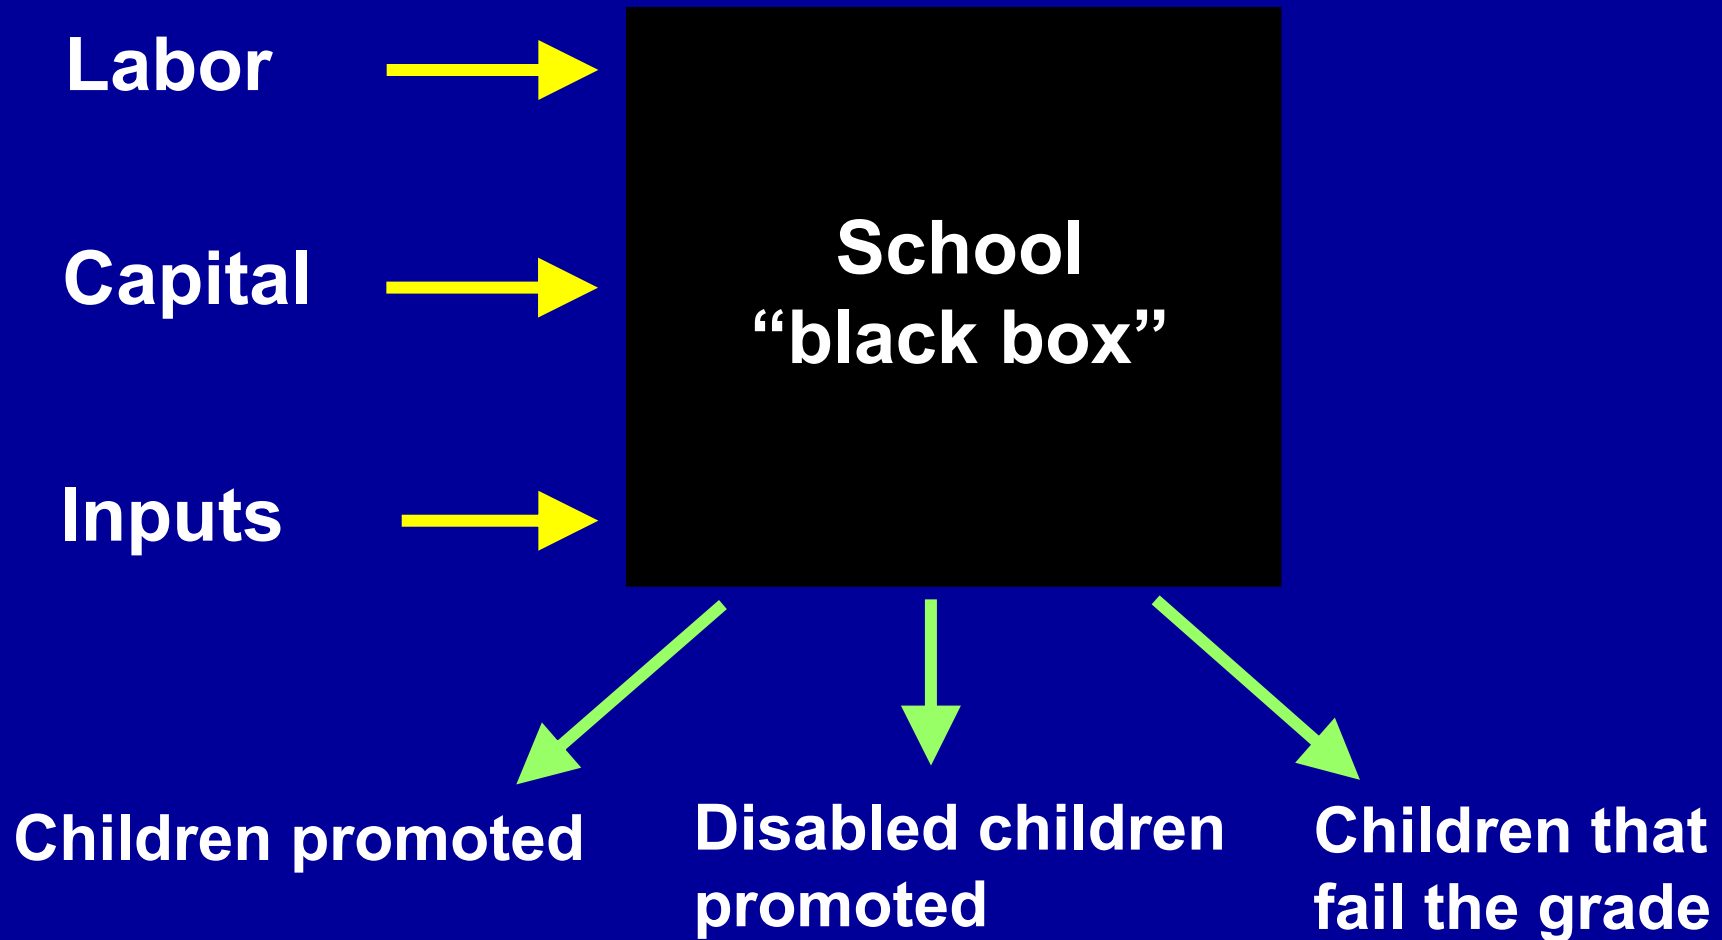 Labor
Capital
Inputs
School
“black box”
Children promoted
Disabled children
promoted
Children that
fail the grade